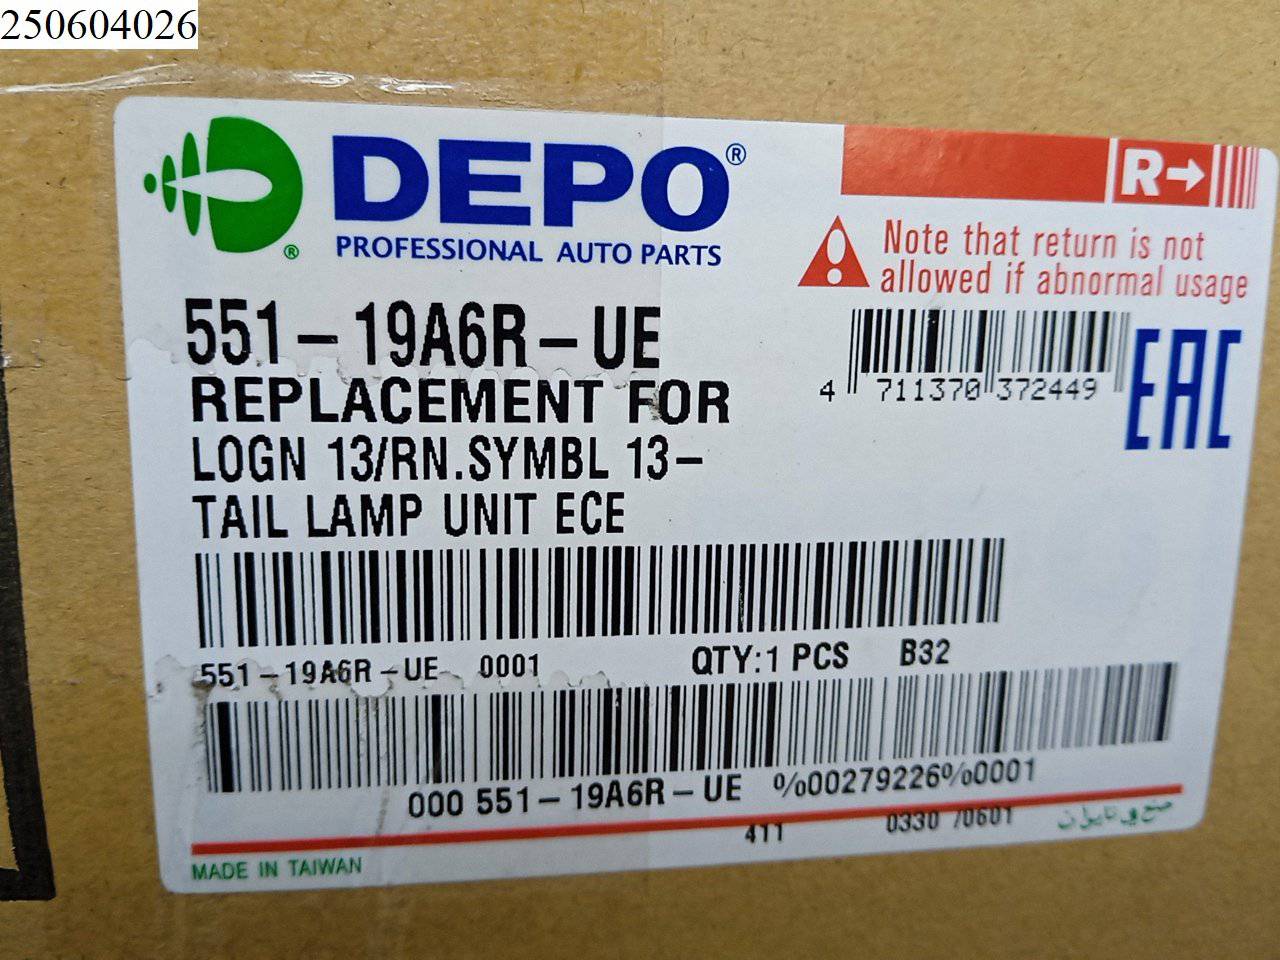 250604026
DEPO®
®
PROFESSIONAL AUTO PARTS
R→
Note that return is not
allowed if abnormal usage
551-19A6R-UE
REPLACEMENT FOR
LOGN 13/RN.SYMBL 13-
TAIL LAMP UNIT ECE
4 711370 372449
EAC
551-19A6R-UE 0001
QTY:1 PCS B32
000 551-19A6R-UE %00279226%0001
411 0330 /0601
MADE IN TAIWAN